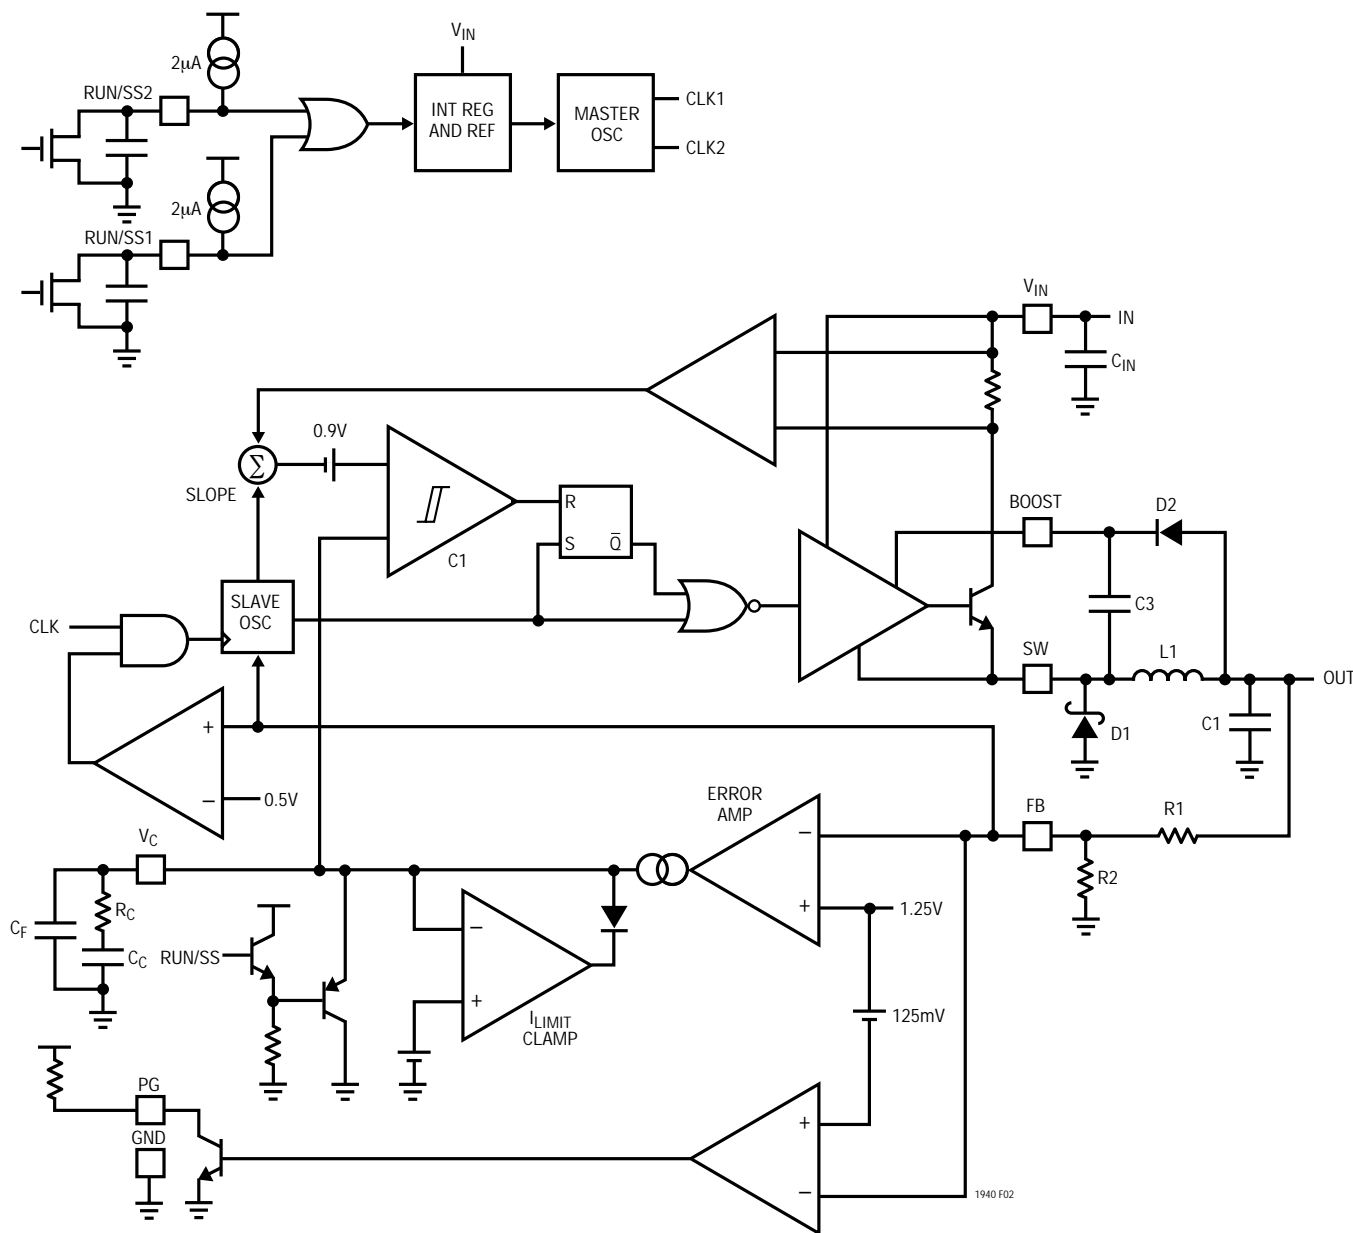 V_IN
2µA
RUN/SS2
INT REG
AND REF
MASTER
OSC
CLK1
CLK2
2µA
RUN/SS1
V_IN
IN
C_IN
0.9V
Σ
SLOPE
C1
R
S
Q̅
BOOST
D2
C3
SLAVE
OSC
CLK
SW
L1
OUT
D1
C1
+
−
0.5V
ERROR
AMP
FB
R1
R2
−
+
1.25V
V_C
R_C
C_F
C_C
RUN/SS
−
+
I_LIMIT
CLAMP
125mV
PG
GND
+
−
1940 F02